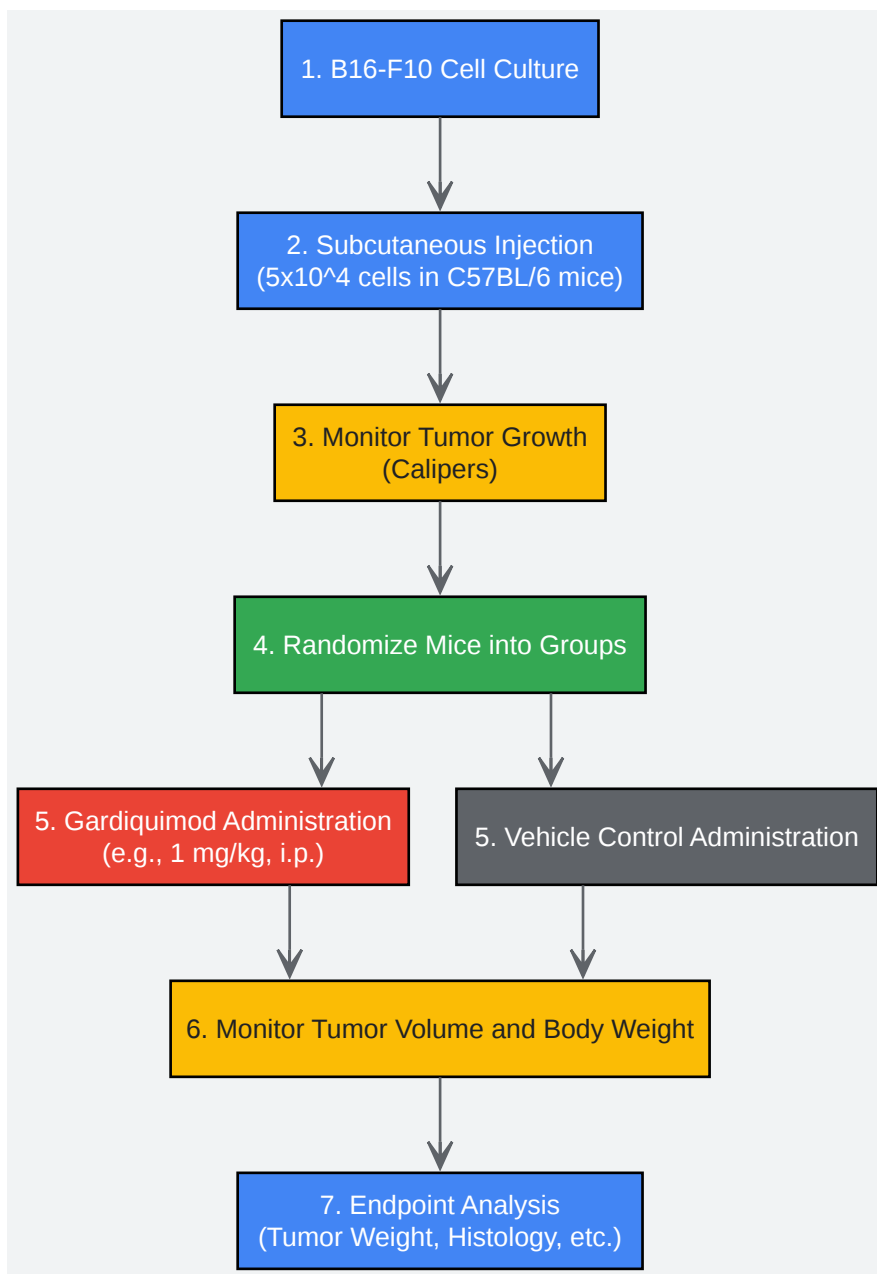 1. B16-F10 Cell Culture
2. Subcutaneous Injection
(5x10^4 cells in C57BL/6 mice)
3. Monitor Tumor Growth
(Calipers)
4. Randomize Mice into Groups
5. Gardiquimod Administration
(e.g., 1 mg/kg, i.p.)
5. Vehicle Control Administration
6. Monitor Tumor Volume and Body Weight
7. Endpoint Analysis
(Tumor Weight, Histology, etc.)